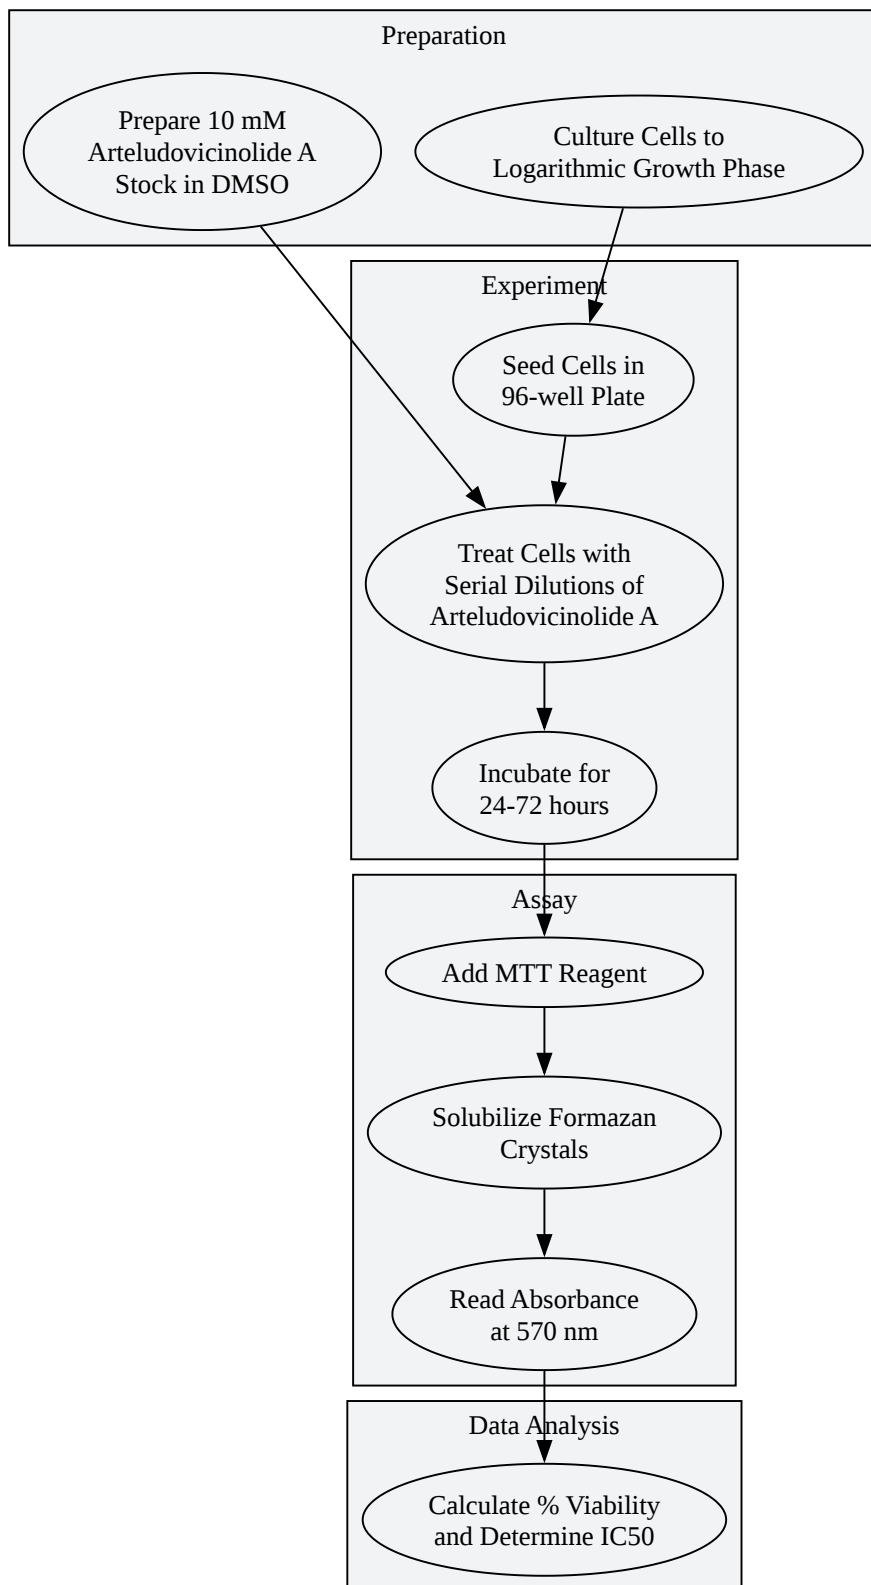 Preparation
Prepare 10 mM
Arteludovicinolide A
Stock in DMSO
Culture Cells to
Logarithmic Growth Phase
Experiment
Seed Cells in
96-well Plate
Treat Cells with
Serial Dilutions of
Arteludovicinolide A
Incubate for
24-72 hours
Assay
Add MTT Reagent
Solubilize Formazan
Crystals
Read Absorbance
at 570 nm
Data Analysis
Calculate % Viability
and Determine IC50